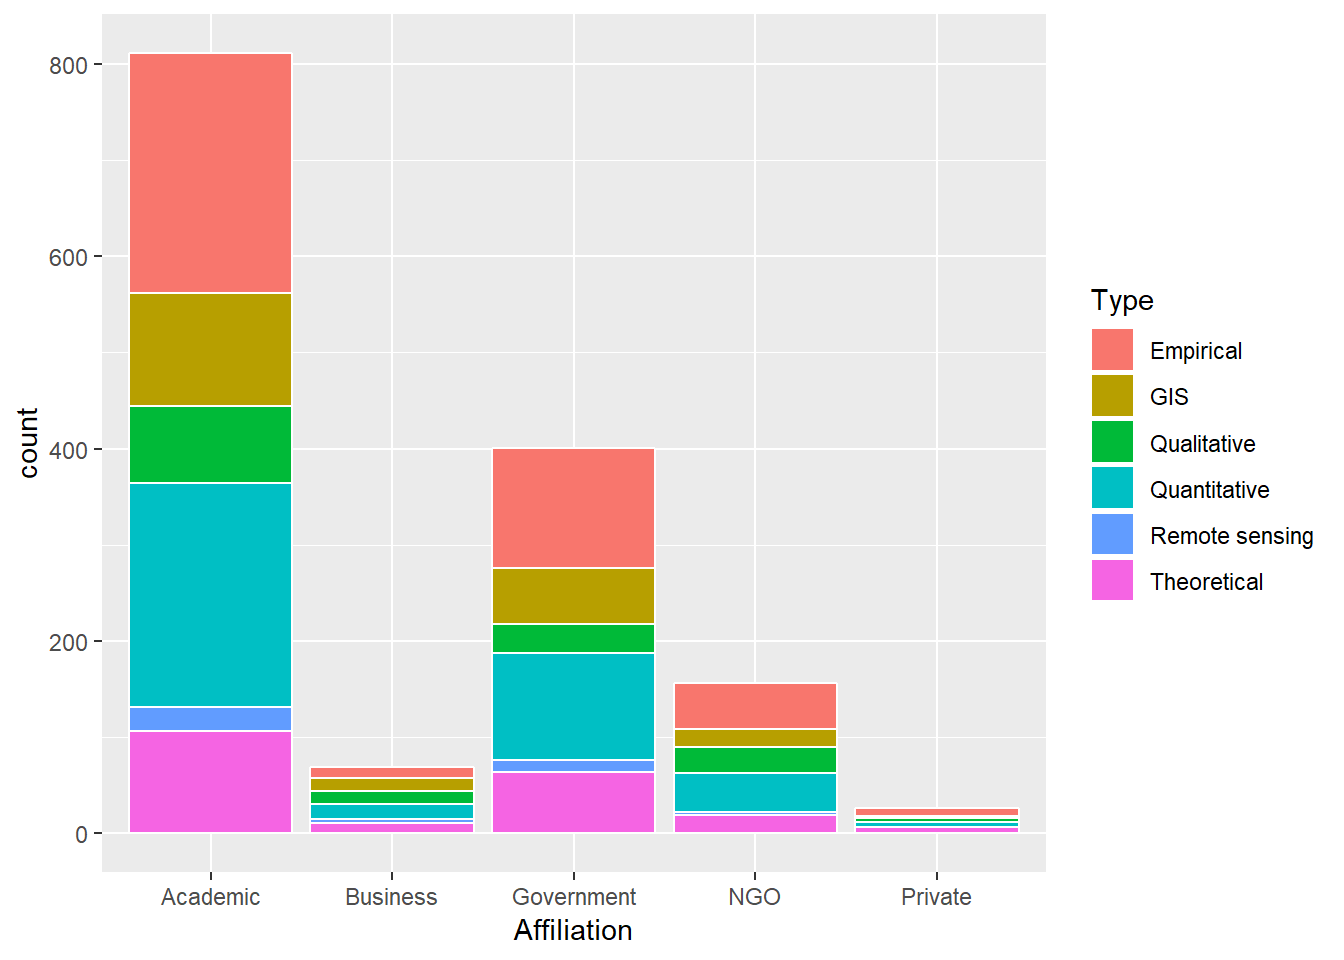 800
600
400
200
0
count
Academic Business Government NGO Private
Affiliation
Type
Empirical
GIS
Qualitative
Quantitative
Remote sensing
Theoretical